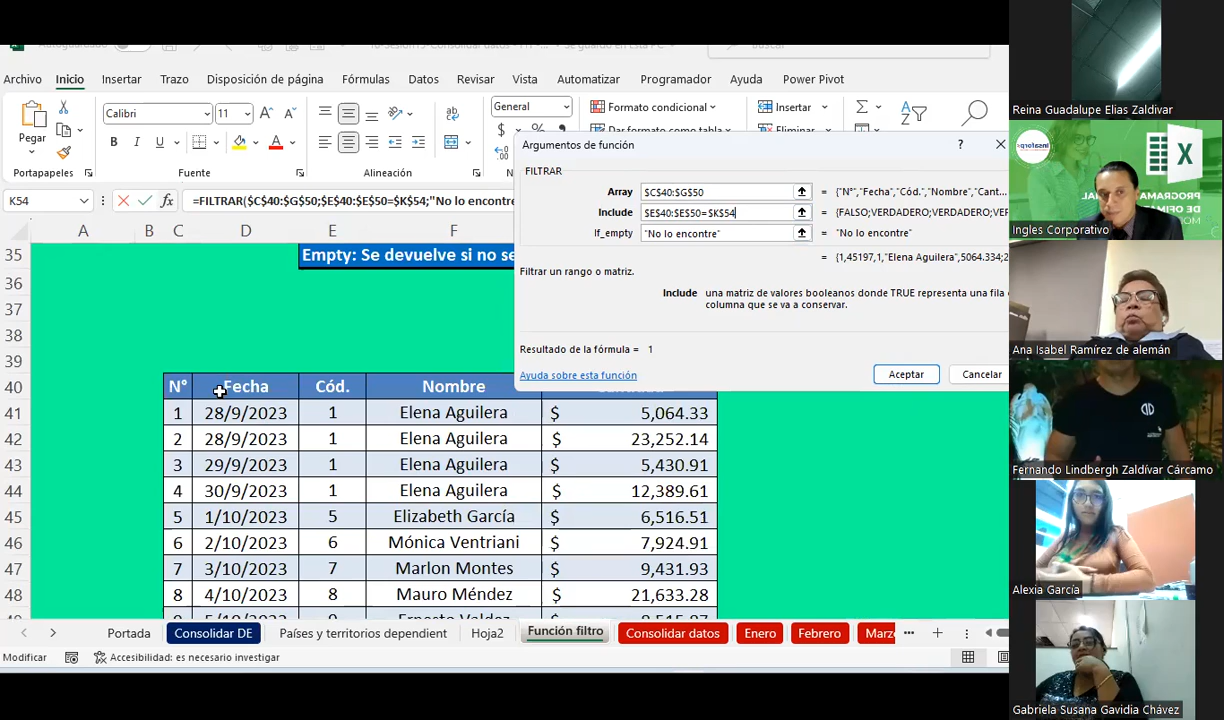 Archivo Inicio Insertar Trazo Disposición de página Fórmulas Datos Revisar Vista Automatizar Programador Ayuda Power Pivot
Pegar
Calibri 11
N K S
General
Formato condicional
Insertar
Dar formato como tabla
Eliminar
$ %
Portapapeles Fuente Alineación
Argumentos de función ?
FILTRAR
Array $C$40:$G$50 = {"N°","Fecha","Cód.","Nombre","Cant...
Include $E$40:$E$50=$K$54 = {FALSO;VERDADERO;VERDADERO;VER
If_empty "No lo encontre" = "No lo encontre"
= {1,45197,1,"Elena Aguilera",5064.334;2
Filtrar un rango o matriz.
Include una matriz de valores booleanos donde TRUE representa una fila o
columna que se va a conservar.
Resultado de la fórmula = 1
Ayuda sobre esta función
Aceptar Cancelar
K54 fx =FILTRAR($C$40:$G$50;$E$40:$E$50=$K$54;"No lo encontre
A B C D E F
35 Empty: Se devuelve si no se
36
37
38
39
40 N° Fecha Cód. Nombre
41 1 28/9/2023 1 Elena Aguilera $ 5,064.33
42 2 28/9/2023 1 Elena Aguilera $ 23,252.14
43 3 29/9/2023 1 Elena Aguilera $ 5,430.91
44 4 30/9/2023 1 Elena Aguilera $ 12,389.61
45 5 1/10/2023 5 Elizabeth García $ 6,516.51
46 6 2/10/2023 6 Mónica Ventriani $ 7,924.91
47 7 3/10/2023 7 Marlon Montes $ 9,431.93
48 8 4/10/2023 8 Mauro Méndez $ 21,633.28
Portada Consolidar DE Países y territorios dependient Hoja2 Función filtro Consolidar datos Enero Febrero Marzo
Modificar Accesibilidad: es necesario investigar
Reina Guadalupe Elias Zaldivar
Insaforp
X
Ingles Corporativo
Ana Isabel Ramírez de alemán
Fernando Lindbergh Zaldívar Cárcamo
Alexia García
Gabriela Susana Gavidia Chávez